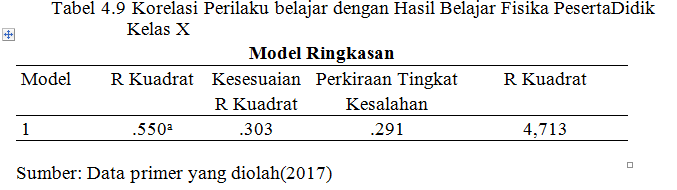 Tabel 4.9 Korelasi Perilaku belajar dengan Hasil Belajar Fisika PesertaDidik
Kelas X
Model Ringkasan
Model R Kuadrat Kesesuaian Perkiraan Tingkat R Kuadrat
R Kuadrat Kesalahan
1 .550ᵃ .303 .291 4,713
Sumber: Data primer yang diolah(2017)